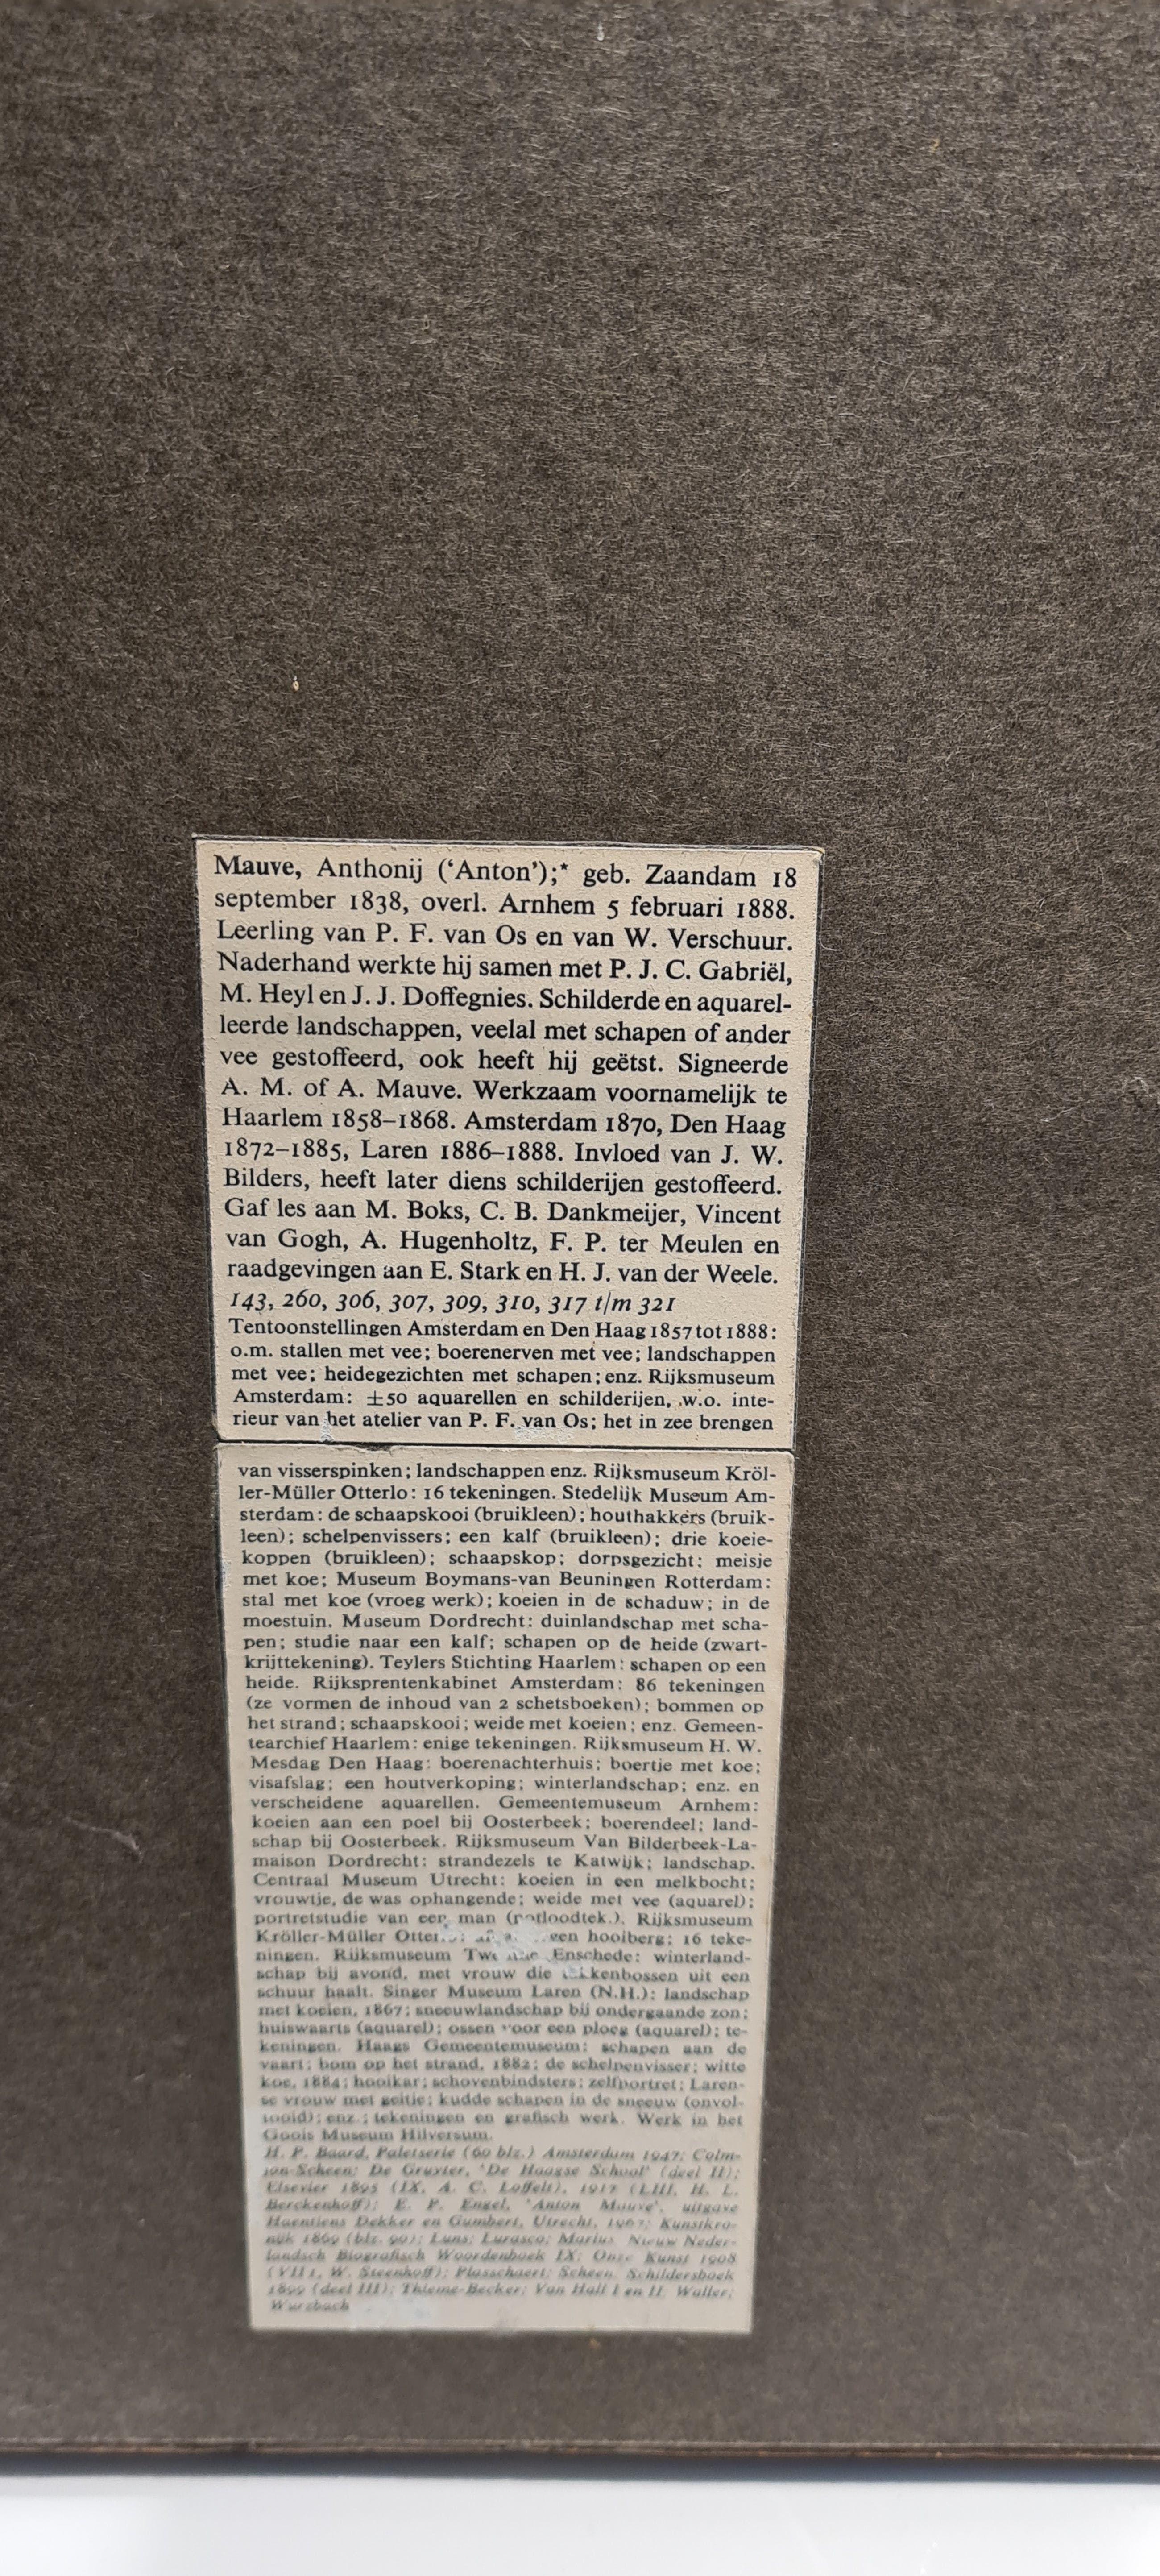 Mauve, Anthonij (‘Anton’);* geb. Zaandam 18
september 1838, overl. Arnhem 5 februari 1888.
Leerling van P. F. van Os en van W. Verschuur.
Naderhand werkte hij samen met P. J. C. Gabriël,
M. Heyl en J. J. Doffegnies. Schilderde en aquarel-
leerde landschappen, veelal met schapen of ander
vee gestoffeerd, ook heeft hij geëtst. Signeerde
A. M. of A. Mauve. Werkzaam voornamelijk te
Haarlem 1858–1868. Amsterdam 1870, Den Haag
1872–1885, Laren 1886–1888. Invloed van J. W.
Bilders, heeft later diens schilderijen gestoffeerd.
Gaf les aan M. Boks, C. B. Dankmeijer, Vincent
van Gogh, A. Hugenholtz, F. P. ter Meulen en
raadgevingen aan E. Stark en H. J. van der Weele.
143, 260, 306, 307, 309, 310, 317 t/m 321
Tentoonstellingen Amsterdam en Den Haag 1857 tot 1888:
o.m. stallen met vee; boerenerven met vee; landschappen
met vee; heidegezichten met schapen; enz. Rijksmuseum
Amsterdam: ±50 aquarellen en schilderijen, w.o. inte-
rieur van het atelier van P. F. van Os; het in zee brengen
van visserspinken; landschappen enz. Rijksmuseum Kröl-
ler-Müller Otterlo: 16 tekeningen. Stedelijk Museum Am-
sterdam: de schaapskooi (bruikleen); houthakkers (bruik-
leen); schelpenvissers; een kalf (bruikleen); drie koeie-
koppen (bruikleen); schaapskop; dorpsgezicht; meisje
met koe; Museum Boymans-van Beuningen Rotterdam:
stal met koe (vroeg werk); koeien in de schaduw; in de
moestuin. Museum Dordrecht: duinlandschap met scha-
pen; studie naar een kalf; schapen op de heide (zwart-
krijttekening). Teylers Stichting Haarlem: schapen op een
heide. Rijksprentenkabinet Amsterdam: 86 tekeningen
(ze vormen de inhoud van 2 schetsboeken); bommen op
het strand; schaapskooi; weide met koeien; enz. Gemeen-
tearchief Haarlem: enige tekeningen. Rijksmuseum H. W.
Mesdag Den Haag: boerenachterhuis; boertje met koe;
visafslag; een houtverkoping; winterlandschap; enz. en
verscheidene aquarellen. Gemeentemuseum Arnhem:
koeien aan een poel bij Oosterbeek; boerendeel; land-
schap bij Oosterbeek. Rijksmuseum Van Bilderbeek-La-
maison Dordrecht: strandezels te Katwijk; landschap.
Centraal Museum Utrecht: koeien in een melkbocht;
vrouwtje, de was ophangende; weide met vee (aquarel);
portretstudie van een man (potloodtek.). Rijksmuseum
Kröller-Müller een hooiberg; 16 teke-
ningen. Rijksmuseum Enschede: winterland-
schap bij avond, met vrouw die uit een
schuur haalt. Singer Museum Laren (N.H.): landschap
met koeien, 1867; sneeuwlandschap bij ondergaande zon;
huiswaarts (aquarel); ossen voor een ploeg (aquarel); te-
keningen. Haags Gemeentemuseum: schapen aan de
vaart; bom op het strand, 1882; de schelpenvisser; witte
koe, 1884; hooikar; schovenbindsters; zelfportret; Laren-
se vrouw met geitje; kudde schapen in de sneeuw (onvol-
tooid); enz.; tekeningen en grafisch werk. Werk in het
Goois Museum Hilversum.
H. P. Baard, Paletserie (60 blz.) Amsterdam 1947; Colm-
jon-Scheen; De Gruyter, ‘De Haagse School’ (deel II);
Elsevier 1895 (IX, A. C. Loffelt), 1917 (LIII, H. L.
Berckenhoff); E. P. Engel, ‘Anton Mauve’, uitgave
Haentjens Dekker en Gumbert, Utrecht, 1967; Kunstkro-
niek 1869 (blz. 90); Luns; Lurasco; Marius; Nieuw Neder-
landsch Biografisch Woordenboek IX; Onze Kunst 1908
(VII1, W. Steenhoff); Plasschaert; Scheen; Schildersboek
1899 (deel III); Thieme-Becker; Van Hall I en II; Waller;
Wurzbach